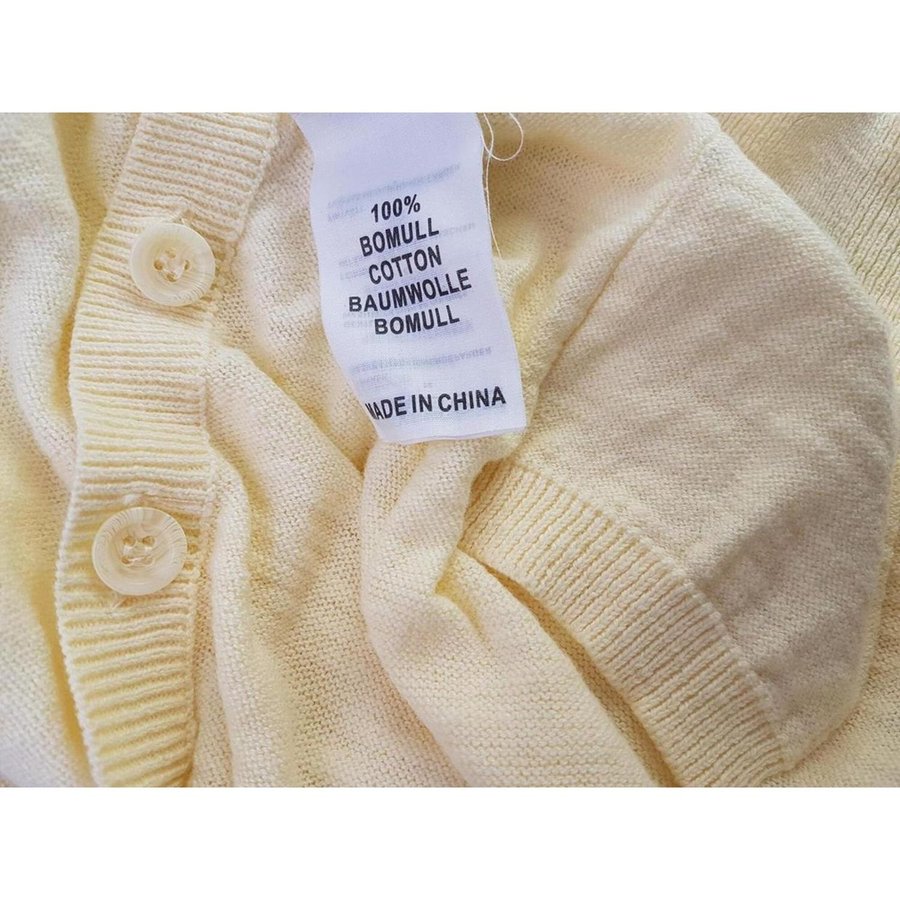 100%
BOMULL
COTTON
BAUMWOLLE
BOMULL
MADE IN CHINA